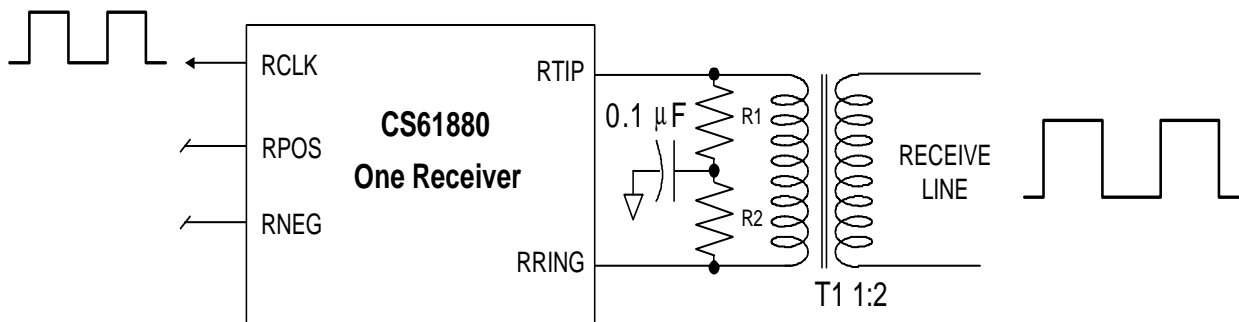 RCLK
RTIP
RPOS
RNEG
RRING
CS61880
One Receiver
0.1 µF
R1
R2
RECEIVE
LINE
T1 1:2